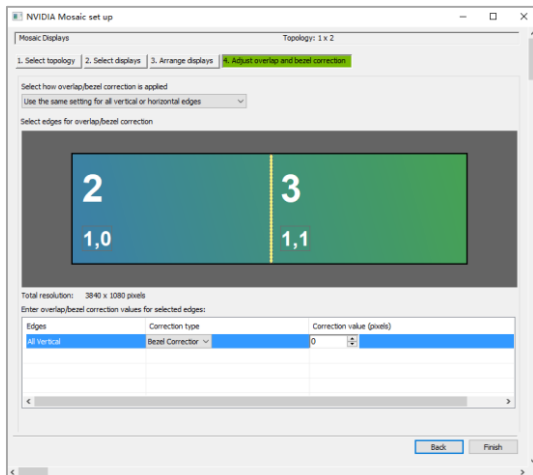 NVIDIA Mosaic set up
Mosaic Displays Topology: 1 x 2
1. Select topology 2. Select displays 3. Arrange displays 4. Adjust overlap and bezel correction
Select how overlap/bezel correction is applied
Use the same setting for all vertical or horizontal edges
Select edges for overlap/bezel correction
2 3
1,0 1,1
Total resolution: 3840 x 1080 pixels
Enter overlap/bezel correction values for selected edges:
Edges Correction type Correction value (pixels)
All Vertical Bezel Correction 0
Back Finish